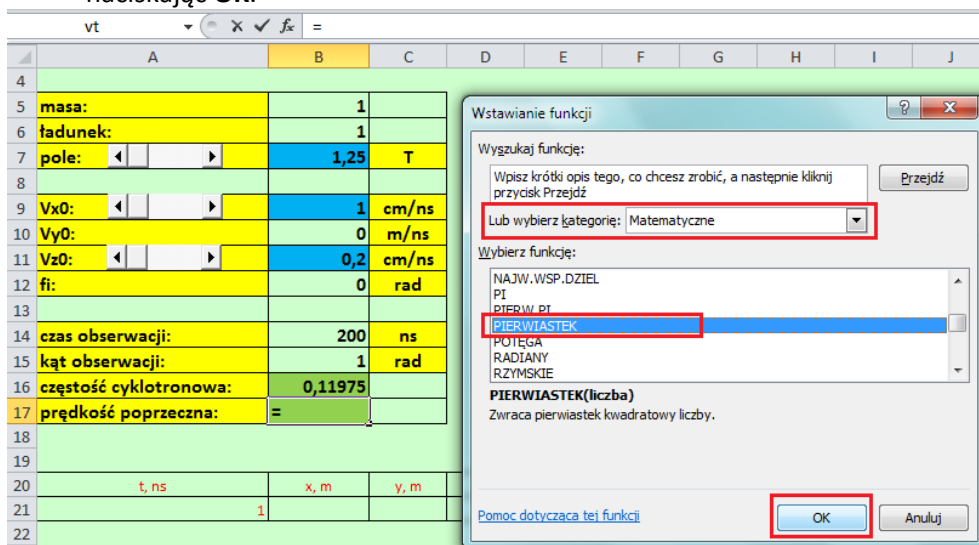 naciskając OK.
vt fx =
A B C D E F G H I J
4
5 masa: 1
6 ładunek: 1
7 pole: 1,25 T
8
9 Vx0: 1 cm/ns
10 Vy0: 0 m/ns
11 Vz0: 0,2 cm/ns
12 fi: 0 rad
13
14 czas obserwacji: 200 ns
15 kąt obserwacji: 1 rad
16 częstość cyklotronowa: 0,11975
17 prędkość poprzeczna: =
18
19
20 t, ns x, m y, m
21 1
22
Wstawianie funkcji
Wyszukaj funkcję:
Wpisz krótki opis tego, co chcesz zrobić, a następnie kliknij
przycisk Przejdź
Przejdź
Lub wybierz kategorię: Matematyczne
Wybierz funkcję:
NAJW.WSP.DZIEL
PI
PIERW.PI
PIERWIASTEK
POTĘGA
RADIANY
RZYMSKIE
PIERWIASTEK(liczba)
Zwraca pierwiastek kwadratowy liczby.
Pomoc dotycząca tej funkcji
OK Anuluj